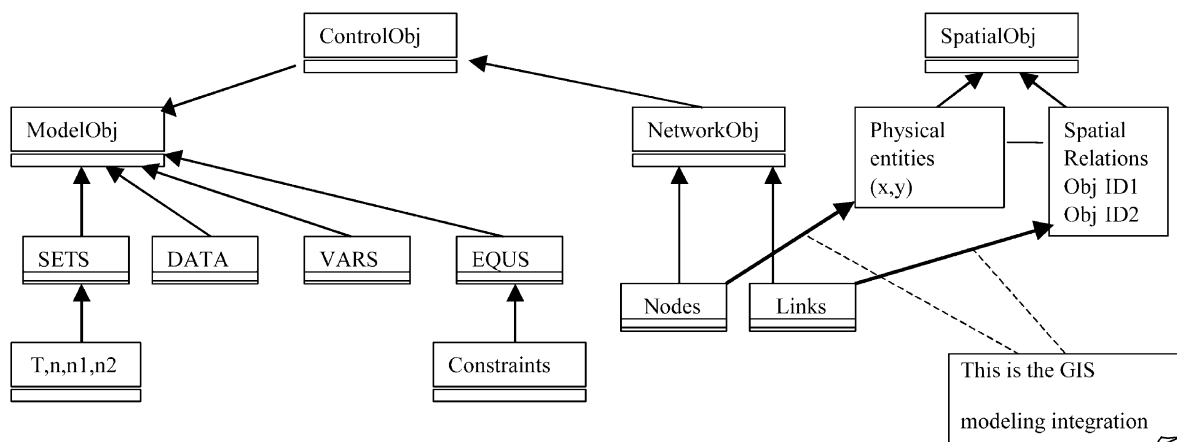 ControlObj
SpatialObj
ModelObj
NetworkObj
Physical
entities
(x,y)
Spatial
Relations
Obj ID1
Obj ID2
SETS
DATA
VARS
EQUS
Nodes
Links
T,n,n1,n2
Constraints
This is the GIS
modeling integration